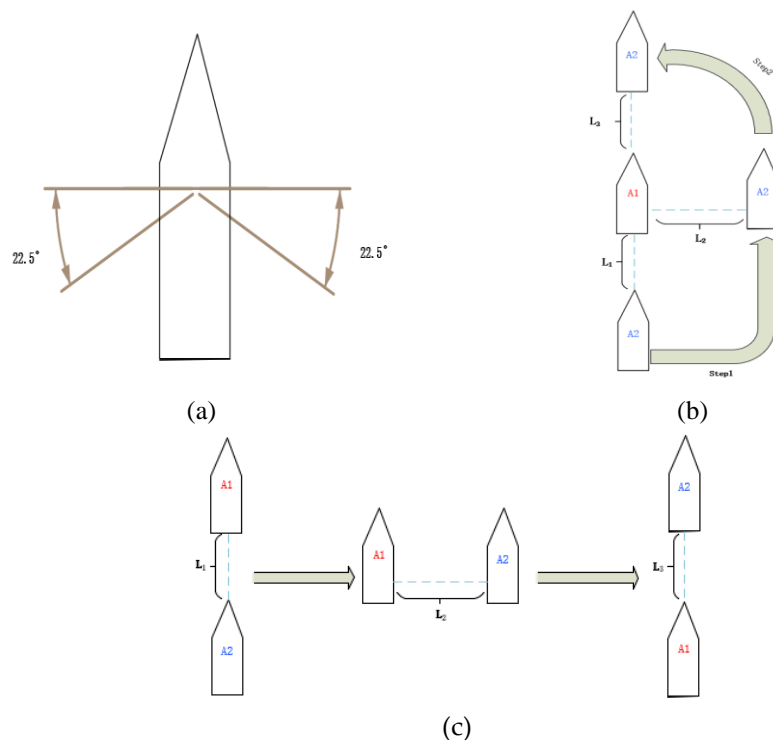 22.5°
22.5°
(a)
A2
Step2
L₃
A1
A2
L₂
L₁
A2
Step1
(b)
A1
L₁
A2
A1
A2
L₂
A2
L₃
A1
(c)